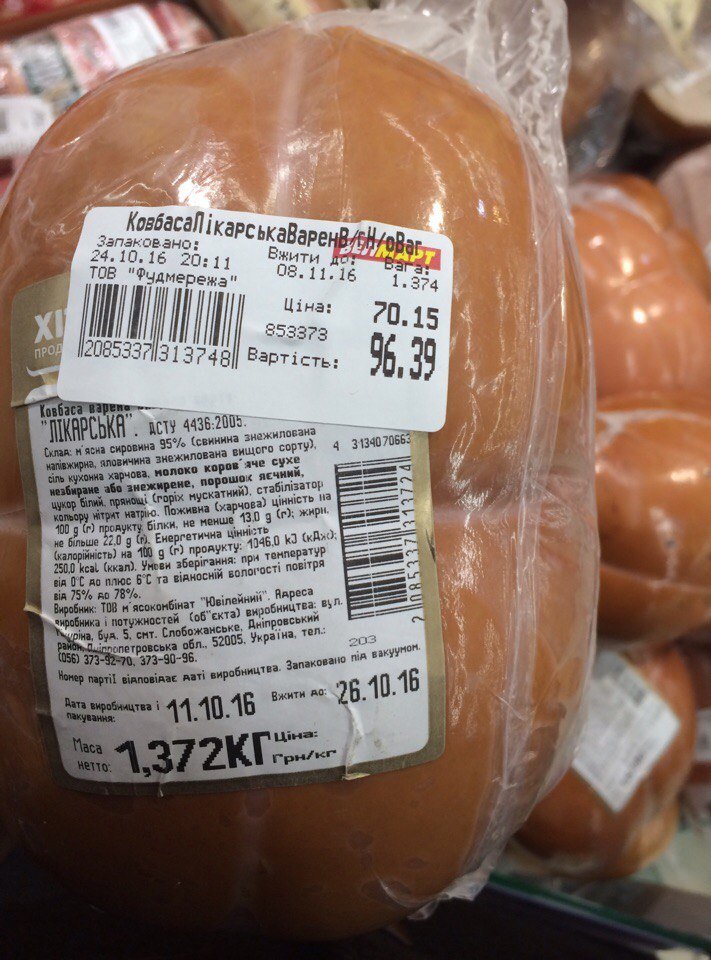 КовбасаЛікарськаВаренВ/гН/оВаг
Запаковано:
24.10.16 20:11
Вжити до:
08.11.16
Вага:
1.374
ВЕЛМАРТ
ТОВ "Фудмережа"
Ціна:
70.15
853373
2085337313748
Вартість:
96.39
Ковбаса варена
"ЛІКАРСЬКА". ДСТУ 4436:2005.
Склад: м'ясна сировина 95% (свинина знежилована
напівжирна, яловичина знежилована вищого сорту),
сіль кухонна харчова, молоко коров'яче сухе
незбиране або знежирене, порошок яєчний,
цукор білий, прянощі (горіх мускатний), стабілізатор
кольору нітрит натрію. Поживна (харчова) цінність на
100 g (г) продукту: білки, не менше 13,0 g (г); жири,
не більше 22,0 g (г). Енергетична цінність
(калорійність) на 100 g (г) продукту: 1046,0 kJ (кДж);
250,0 kcal (ккал). Умови зберігання: при температурі
від 0°C до плюс 6°C та відносній вологості повітря
від 75% до 78%.
Виробник: ТОВ м'ясокомбінат "Ювілейний". Адреса
виробника і потужностей (об'єкта) виробництва: вул.
буд. 5, смт. Слобожанське, Дніпровський
район, Дніпропетровська обл., 52005. Україна, тел.:
(056) 373-92-70, 373-90-96.
203
Номер партії відповідає даті виробництва. Запаковано під вакуумом.
Дата виробництва і
пакування:
11.10.16
Вжити до:
26.10.16
Маса
нетто:
1,372КГ
Ціна:
Грн/кг
4 3134070663
2 085337 313724